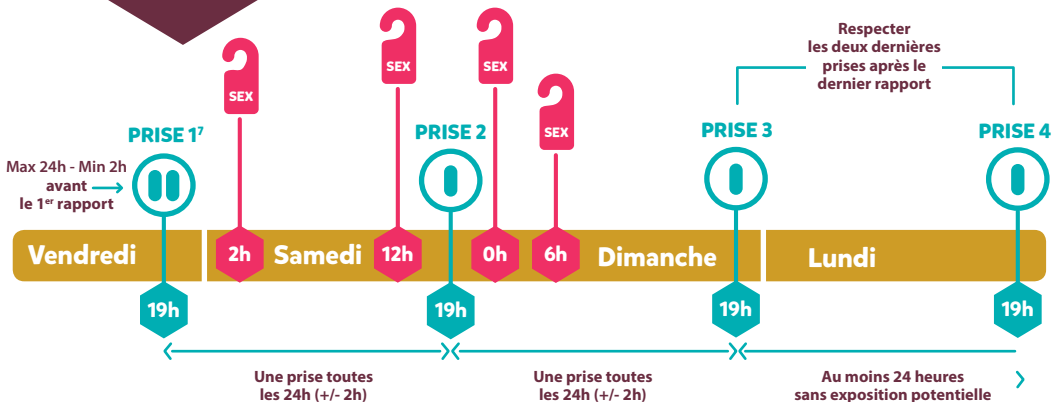 Respecter
les deux dernières
prises après le
dernier rapport
SEX
SEX
SEX
SEX
PRISE 1⁷
PRISE 2
PRISE 3
PRISE 4
Max 24h - Min 2h
avant
le 1er rapport
Vendredi
2h
Samedi
12h
0h
6h
Dimanche
Lundi
19h
19h
19h
19h
Une prise toutes
les 24h (+/- 2h)
Une prise toutes
les 24h (+/- 2h)
Au moins 24 heures
sans exposition potentielle